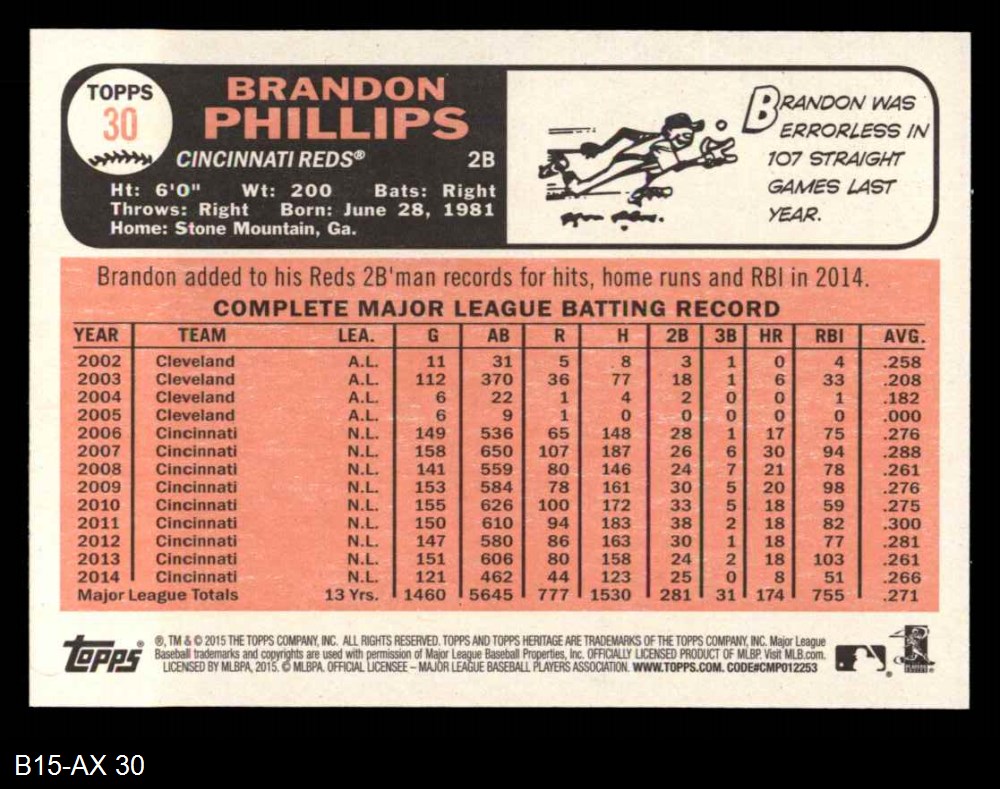 TOPPS
30
BRANDON
PHILLIPS
CINCINNATI REDS® 2B
Ht: 6'0" Wt: 200 Bats: Right
Throws: Right Born: June 28, 1981
Home: Stone Mountain, Ga.
BRANDON WAS
ERRORLESS IN
107 STRAIGHT
GAMES LAST
YEAR.
Brandon added to his Reds 2B'man records for hits, home runs and RBI in 2014.
COMPLETE MAJOR LEAGUE BATTING RECORD
YEAR TEAM LEA. G AB R H 2B 3B HR RBI AVG.
2002 Cleveland A.L. 11 31 5 8 3 1 0 4 .258
2003 Cleveland A.L. 112 370 36 77 18 1 6 33 .208
2004 Cleveland A.L. 6 22 1 4 2 0 0 1 .182
2005 Cleveland A.L. 6 9 1 0 0 0 0 0 .000
2006 Cincinnati N.L. 149 536 65 148 28 1 17 75 .276
2007 Cincinnati N.L. 158 650 107 187 26 6 30 94 .288
2008 Cincinnati N.L. 141 559 80 146 24 7 21 78 .261
2009 Cincinnati N.L. 153 584 78 161 30 5 20 98 .276
2010 Cincinnati N.L. 155 626 100 172 33 5 18 59 .275
2011 Cincinnati N.L. 150 610 94 183 38 2 18 82 .300
2012 Cincinnati N.L. 147 580 86 163 30 1 18 77 .281
2013 Cincinnati N.L. 151 606 80 158 24 2 18 103 .261
2014 Cincinnati N.L. 121 462 44 123 25 0 8 51 .266
Major League Totals 13 Yrs. 1460 5645 777 1530 281 31 174 755 .271
Topps®
®, TM & © 2015 THE TOPPS COMPANY, INC. ALL RIGHTS RESERVED. TOPPS AND TOPPS HERITAGE ARE TRADEMARKS OF THE TOPPS COMPANY, INC. Major League
Baseball trademarks and copyrights are used with permission of Major League Baseball Properties, Inc. OFFICIALLY LICENSED PRODUCT OF MLBP. Visit MLB.com.
LICENSED BY MLBPA, 2015. © MLBPA. OFFICIAL LICENSEE – MAJOR LEAGUE BASEBALL PLAYERS ASSOCIATION. WWW.TOPPS.COM. CODE#CMP012253
B15-AX 30